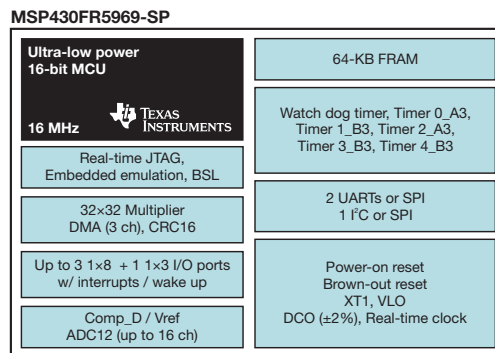 MSP430FR5969-SP
Ultra-low power
16-bit MCU
16 MHz
TEXAS
INSTRUMENTS
Real-time JTAG,
Embedded emulation, BSL
32×32 Multiplier
DMA (3 ch), CRC16
Up to 3 1×8 + 1 1×3 I/O ports
w/ interrupts / wake up
Comp_D / Vref
ADC12 (up to 16 ch)
64-KB FRAM
Watch dog timer, Timer 0_A3,
Timer 1_B3, Timer 2_A3,
Timer 3_B3, Timer 4_B3
2 UARTs or SPI
1 I²C or SPI
Power-on reset
Brown-out reset
XT1, VLO
DCO (±2%), Real-time clock